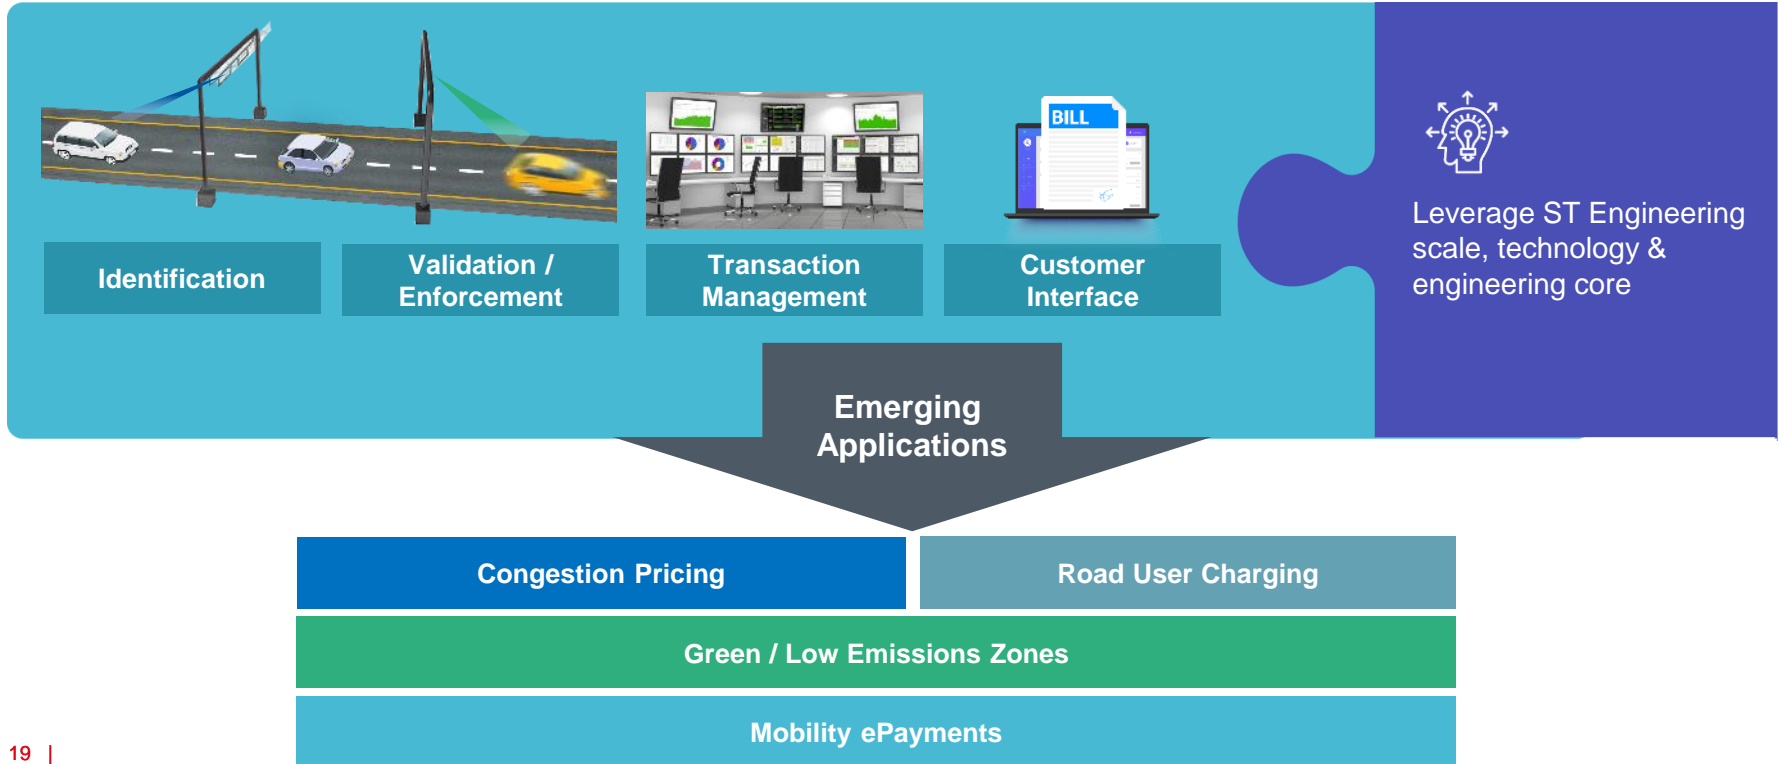 BILL
Identification
Validation /
Enforcement
Transaction
Management
Customer
Interface
Leverage ST Engineering
scale, technology &
engineering core
Emerging
Applications
Congestion Pricing
Road User Charging
Green / Low Emissions Zones
Mobility ePayments
19 |